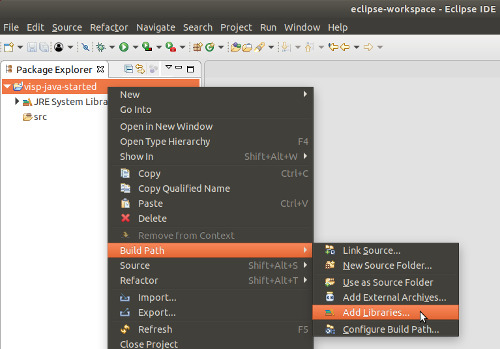 eclipse-workspace - Eclipse IDE
File Edit Source Refactor Navigate Search Project Run Window Help
Package Explorer
visp-java-started
JRE System Libra
src
New
Go Into
Open in New Window
Open Type Hierarchy F4
Show In Shift+Alt+W
Copy Ctrl+C
Copy Qualified Name
Paste Ctrl+V
Delete
Remove from Context
Build Path
Source Shift+Alt+S
Refactor Shift+Alt+T
Import...
Export...
Refresh F5
Close Project
Link Source...
New Source Folder...
Use as Source Folder
Add External Archives...
Add Libraries...
Configure Build Path...